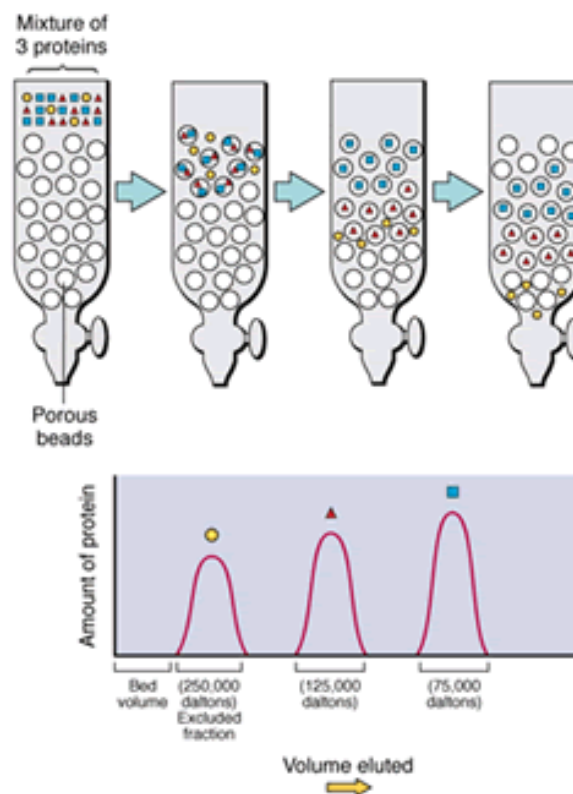 Mixture of
3 proteins
Porous
beads
Amount of protein
Bed
volume
(250,000
daltons)
Excluded
fraction
(125,000
daltons)
(75,000
daltons)
Volume eluted